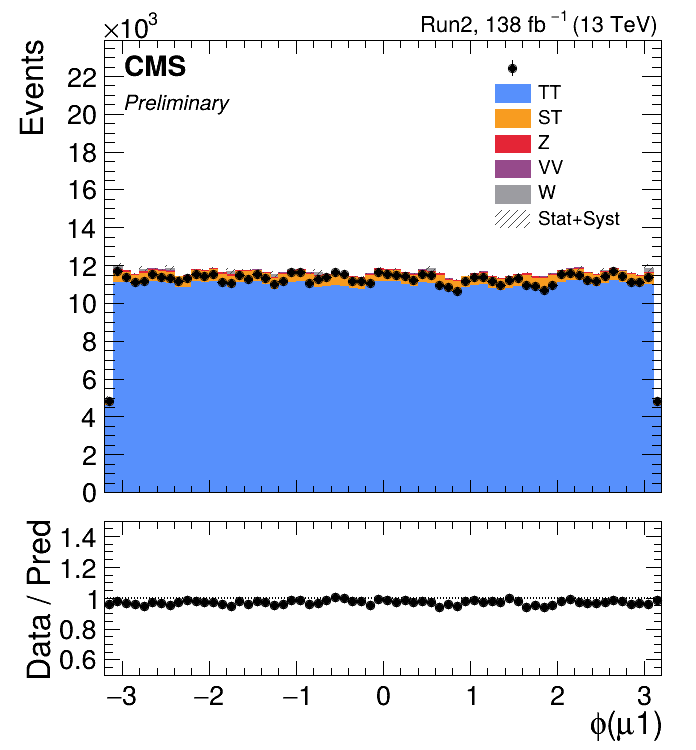 ×10³
Run2, 138 fb⁻¹ (13 TeV)
Events
CMS
Preliminary
TT
ST
Z
VV
W
Stat+Syst
22
20
18
16
14
12
10
8
6
4
2
0
Data / Pred
1.4
1.2
1
0.8
0.6
−3 −2 −1 0 1 2 3
ϕ(μ1)